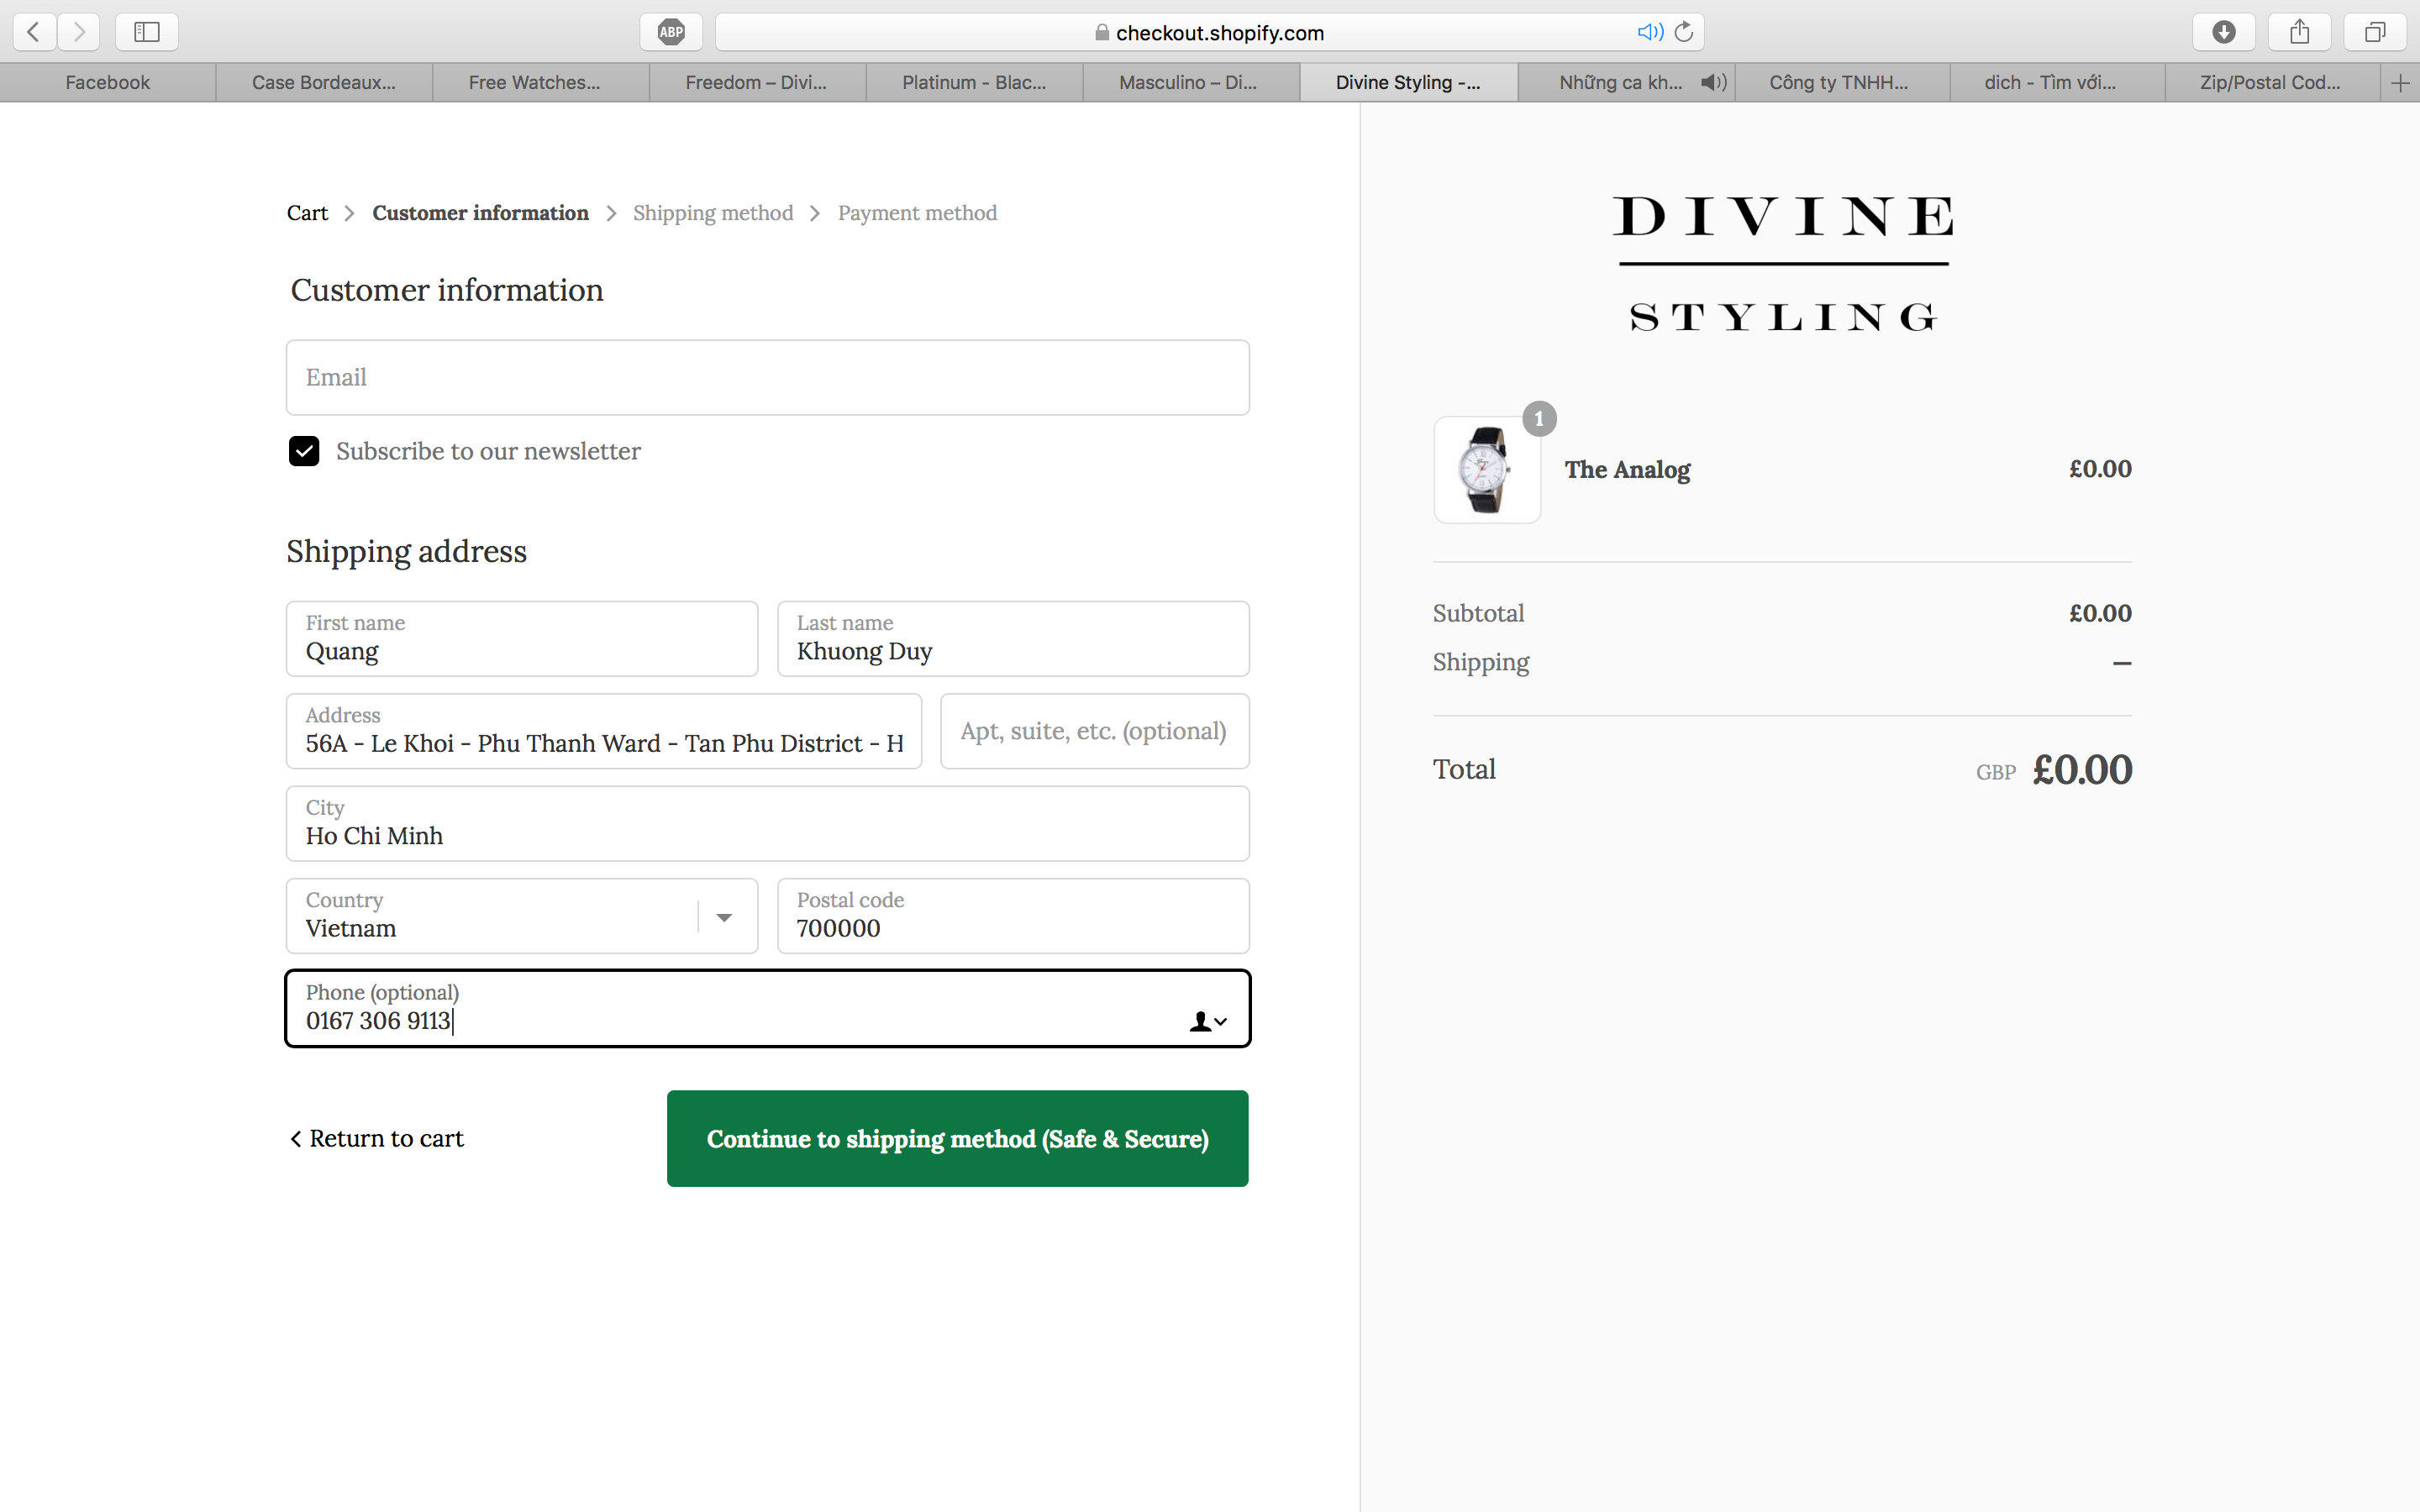 ABP
checkout.shopify.com
Facebook
Case Bordeaux...
Free Watches...
Freedom – Divi...
Platinum - Blac...
Masculino – Di...
Divine Styling -...
Những ca kh...
Công ty TNHH...
dich - Tìm với...
Zip/Postal Cod...
Cart > Customer information > Shipping method > Payment method
Customer information
Email
Subscribe to our newsletter
Shipping address
First name
Quang
Last name
Khuong Duy
Address
56A - Le Khoi - Phu Thanh Ward - Tan Phu District - H
Apt, suite, etc. (optional)
City
Ho Chi Minh
Country
Vietnam
Postal code
700000
Phone (optional)
0167 306 9113
Return to cart
Continue to shipping method (Safe & Secure)
DIVINE
STYLING
1
The Analog £0.00
Subtotal £0.00
Shipping —
Total GBP £0.00